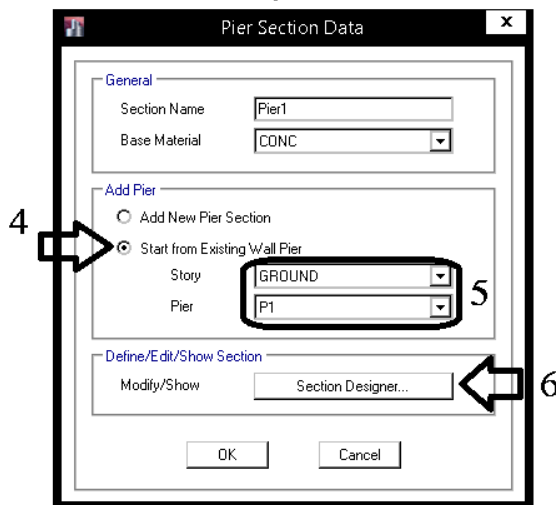 Pier Section Data
x
General
Section Name Pier1
Base Material CONC
Add Pier
4
Add New Pier Section
Start from Existing Wall Pier
Story GROUND
5
Pier P1
Define/Edit/Show Section
Modify/Show Section Designer...
6
OK Cancel